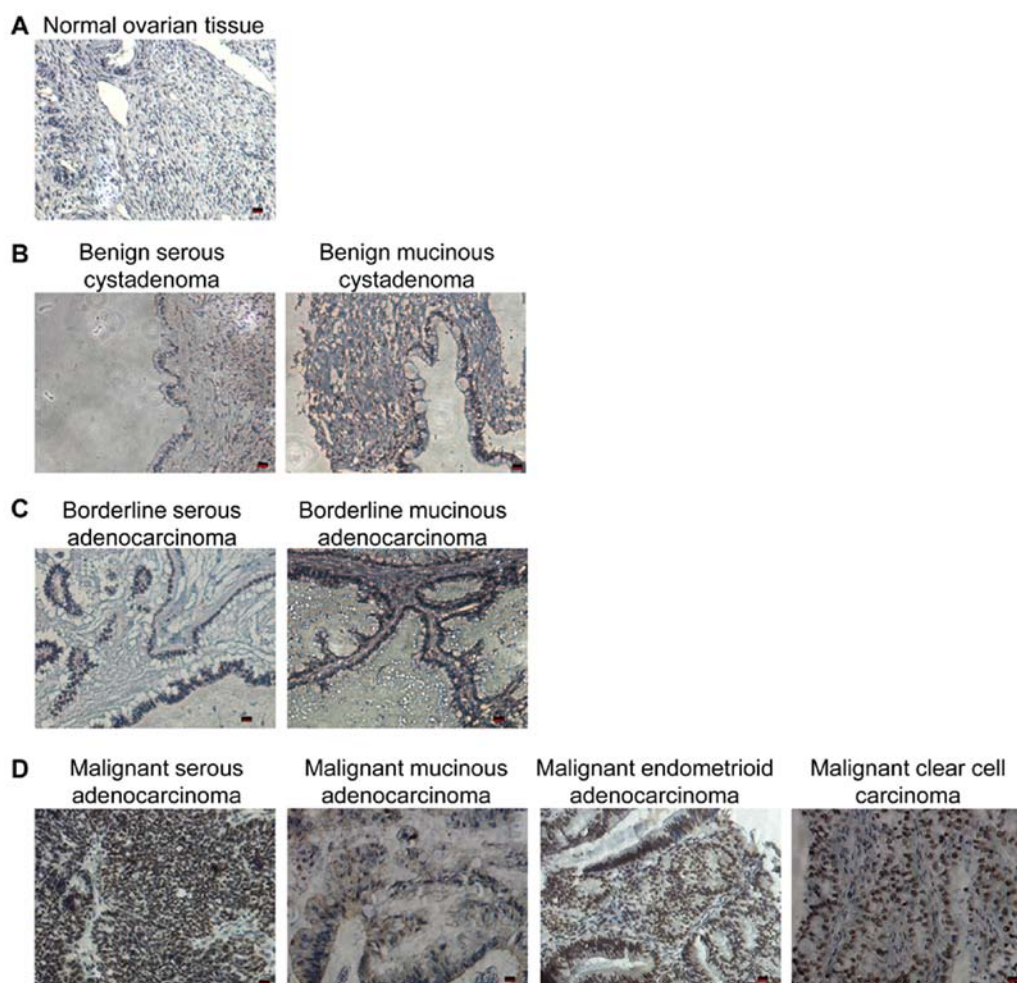 A Normal ovarian tissue
B Benign serous
cystadenoma
Benign mucinous
cystadenoma
C Borderline serous
adenocarcinoma
Borderline mucinous
adenocarcinoma
D Malignant serous
adenocarcinoma
Malignant mucinous
adenocarcinoma
Malignant endometrioid
adenocarcinoma
Malignant clear cell
carcinoma